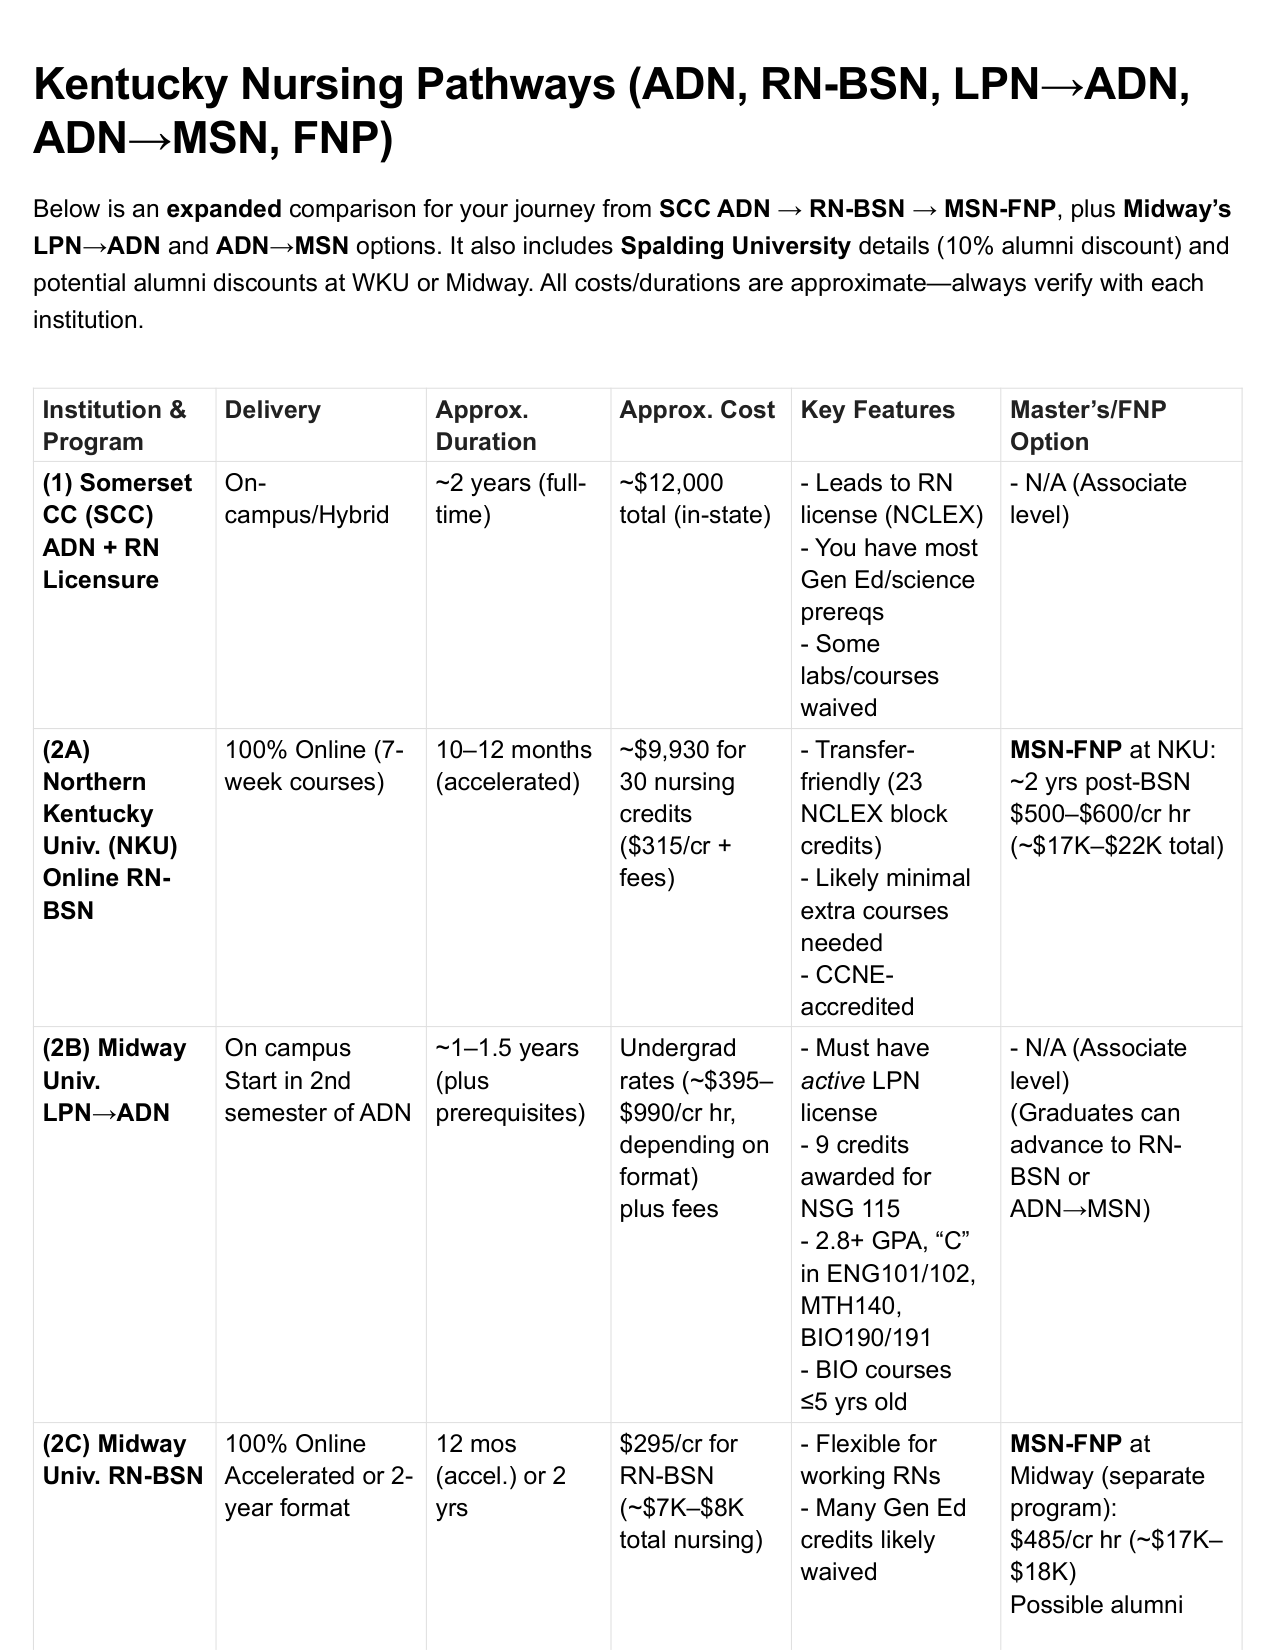 Kentucky Nursing Pathways (ADN, RN-BSN, LPN→ADN,
ADN→MSN, FNP)
Below is an expanded comparison for your journey from SCC ADN → RN-BSN → MSN-FNP, plus Midway’s
LPN→ADN and ADN→MSN options. It also includes Spalding University details (10% alumni discount) and
potential alumni discounts at WKU or Midway. All costs/durations are approximate—always verify with each
institution.
Institution &
Program
Delivery
Approx.
Duration
Approx. Cost
Key Features
Master’s/FNP
Option
(1) Somerset
CC (SCC)
ADN + RN
Licensure
On-
campus/Hybrid
~2 years (full-
time)
~$12,000
total (in-state)
- Leads to RN
license (NCLEX)
- You have most
Gen Ed/science
prereqs
- Some
labs/courses
waived
- N/A (Associate
level)
(2A)
Northern
Kentucky
Univ. (NKU)
Online RN-
BSN
100% Online (7-
week courses)
10–12 months
(accelerated)
~$9,930 for
30 nursing
credits
($315/cr +
fees)
- Transfer-
friendly (23
NCLEX block
credits)
- Likely minimal
extra courses
needed
- CCNE-
accredited
MSN-FNP at NKU:
~2 yrs post-BSN
$500–$600/cr hr
(~$17K–$22K total)
(2B) Midway
Univ.
LPN→ADN
On campus
Start in 2nd
semester of ADN
~1–1.5 years
(plus
prerequisites)
Undergrad
rates (~$395–
$990/cr hr,
depending on
format)
plus fees
- Must have
active LPN
license
- 9 credits
awarded for
NSG 115
- 2.8+ GPA, “C”
in ENG101/102,
MTH140,
BIO190/191
- BIO courses
≤5 yrs old
- N/A (Associate
level)
(Graduates can
advance to RN-
BSN or
ADN→MSN)
(2C) Midway
Univ. RN-BSN
100% Online
Accelerated or 2-
year format
12 mos
(accel.) or 2
yrs
$295/cr for
RN-BSN
(~$7K–$8K
total nursing)
- Flexible for
working RNs
- Many Gen Ed
credits likely
waived
MSN-FNP at
Midway (separate
program):
$485/cr hr (~$17K–
$18K)
Possible alumni